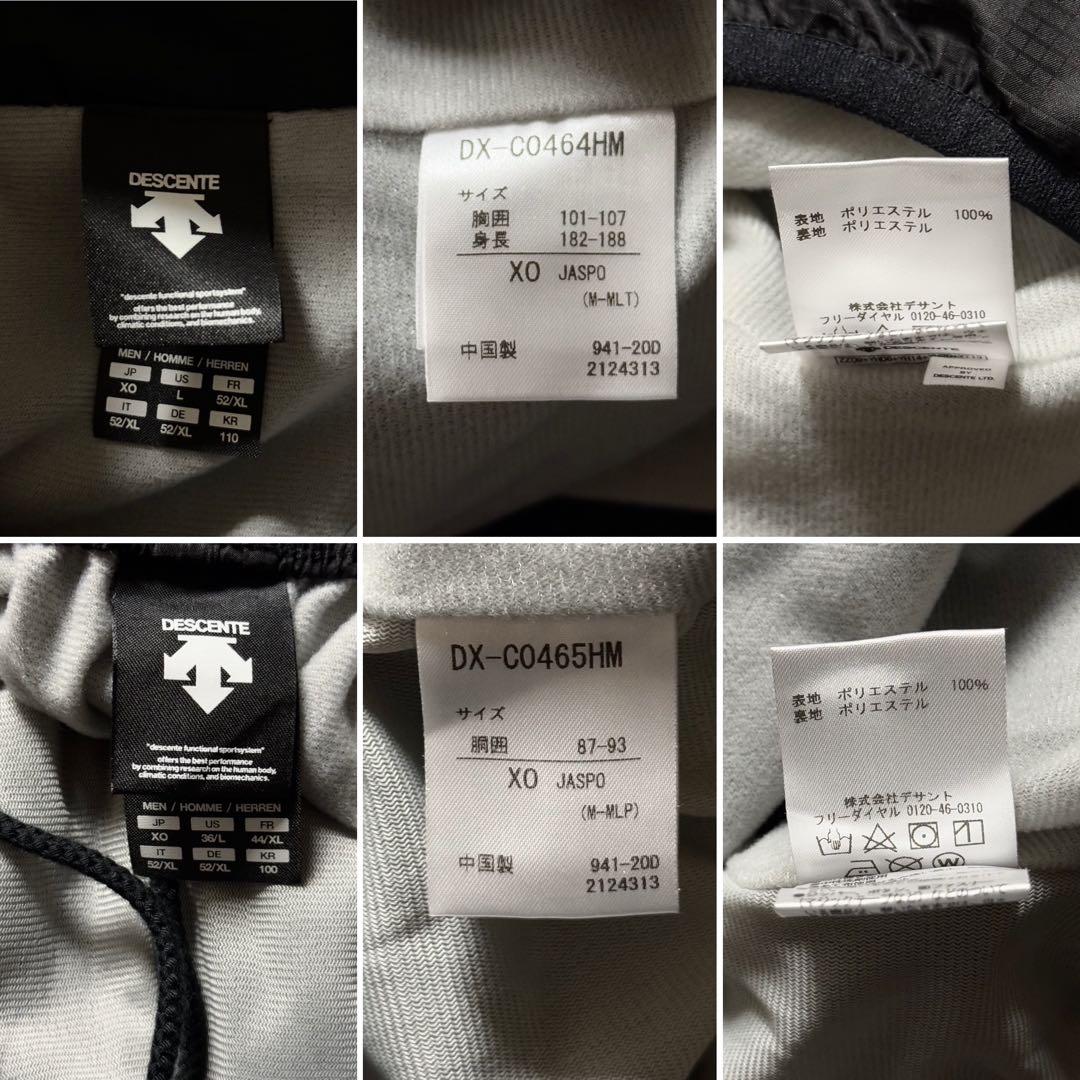 DESCENTE
"descente functional sportsystem"
offers the best performance
by combining research on the human body,
climatic conditions, and biomechanics.
MEN / HOMME / HERREN
JP US FR
XO L 52/XL
IT DE KR
52/XL 52/XL 110
DX-C0464HM
サイズ
胸囲 101-107
身長 182-188
XO JASPO
(M-MLT)
中国製 941-20D
2124313
表地 ポリエステル 100%
裏地 ポリエステル
株式会社デサント
フリーダイヤル 0120-46-0310
APPROVED
BY
DESCENTE LTD.
DESCENTE
"descente functional sportsystem"
offers the best performance
by combining research on the human body,
climatic conditions, and biomechanics.
MEN / HOMME / HERREN
JP US FR
XO 36/L 44/XL
IT DE KR
52/XL 52/XL 100
DX-C0465HM
サイズ
胴囲 87-93
XO JASPO
(M-MLP)
中国製 941-20D
2124313
表地 ポリエステル 100%
裏地 ポリエステル
株式会社デサント
フリーダイヤル 0120-46-0310
W